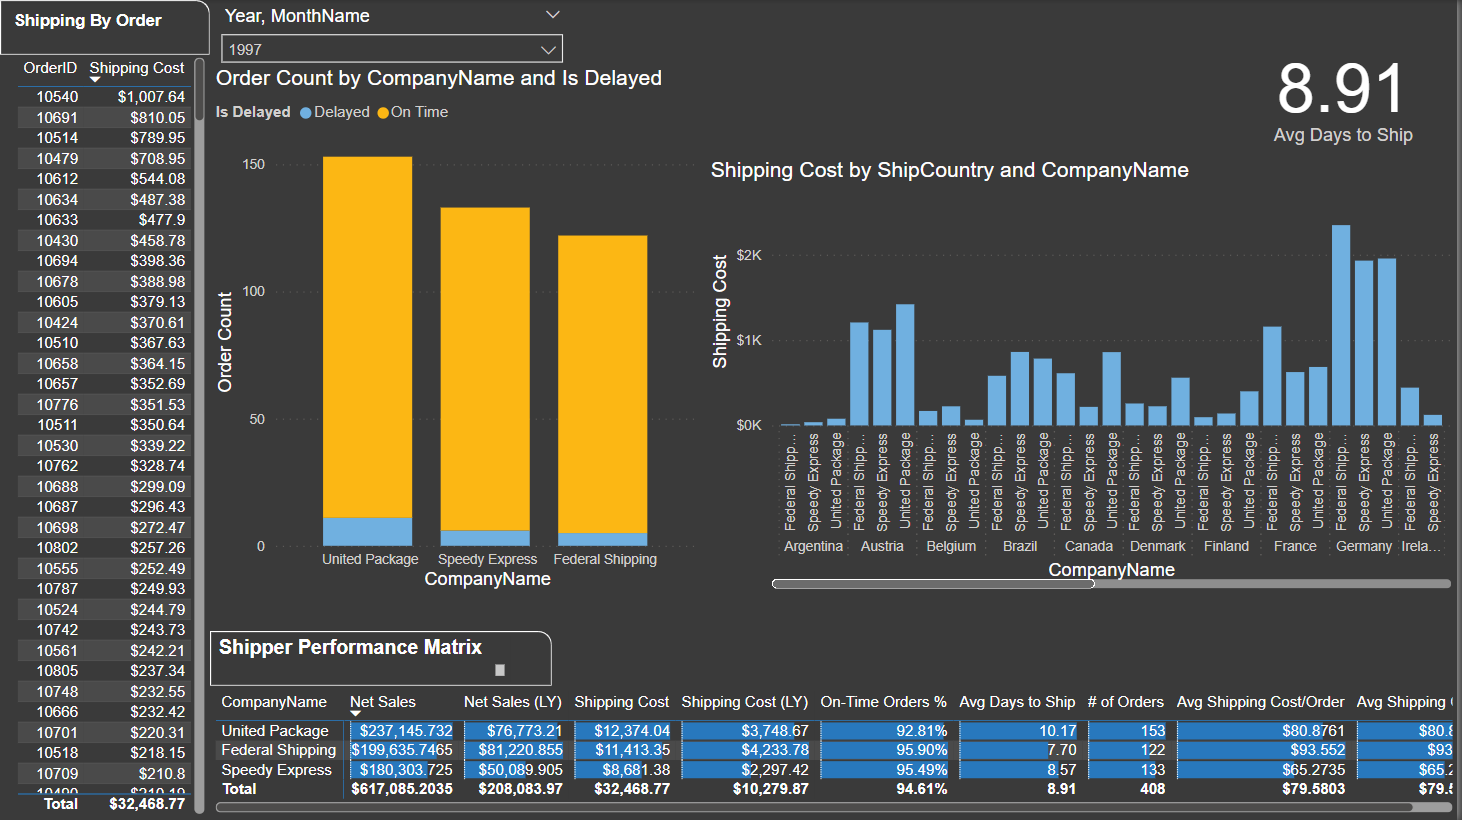 Shipping By Order
OrderID Shipping Cost
10540 $1,007.64
10691 $810.05
10514 $789.95
10479 $708.95
10612 $544.08
10634 $487.38
10633 $477.9
10430 $458.78
10694 $398.36
10678 $388.98
10605 $379.13
10424 $370.61
10510 $367.63
10658 $364.15
10657 $352.69
10776 $351.53
10511 $350.64
10530 $339.22
10762 $328.74
10688 $299.09
10687 $296.43
10698 $272.47
10802 $257.26
10555 $252.49
10787 $249.93
10524 $244.79
10742 $243.73
10561 $242.21
10805 $237.34
10748 $232.55
10666 $232.42
10701 $220.31
10518 $218.15
10709 $210.8
Total $32,468.77
Year, MonthName
1997
Order Count by CompanyName and Is Delayed
Is Delayed Delayed On Time
Order Count
150
100
50
0
United Package Speedy Express Federal Shipping
CompanyName
8.91
Avg Days to Ship
Shipping Cost by ShipCountry and CompanyName
Shipping Cost
$2K
$1K
$0K
Federal Shipp...
Speedy Express
United Package
Federal Shipp...
Speedy Express
United Package
Federal Shipp...
Speedy Express
United Package
Federal Shipp...
Speedy Express
United Package
Federal Shipp...
Speedy Express
United Package
Federal Shipp...
Speedy Express
United Package
Federal Shipp...
Speedy Express
United Package
Federal Shipp...
Speedy Express
United Package
Federal Shipp...
Speedy Express
United Package
Federal Shipp...
Speedy Express
Argentina Austria Belgium Brazil Canada Denmark Finland France Germany Irela...
CompanyName
Shipper Performance Matrix
CompanyName Net Sales Net Sales (LY) Shipping Cost Shipping Cost (LY) On-Time Orders % Avg Days to Ship # of Orders Avg Shipping Cost/Order Avg Shipping
United Package $237,145.732 $76,773.21 $12,374.04 $3,748.67 92.81% 10.17 153 $80.8761 $80.8
Federal Shipping $199,635.7465 $81,220.855 $11,413.35 $4,233.78 95.90% 7.70 122 $93.552 $93
Speedy Express $180,303.725 $50,089.905 $8,681.38 $2,297.42 95.49% 8.57 133 $65.2735 $65.2
Total $617,085.2035 $208,083.97 $32,468.77 $10,279.87 94.61% 8.91 408 $79.5803 $79.5